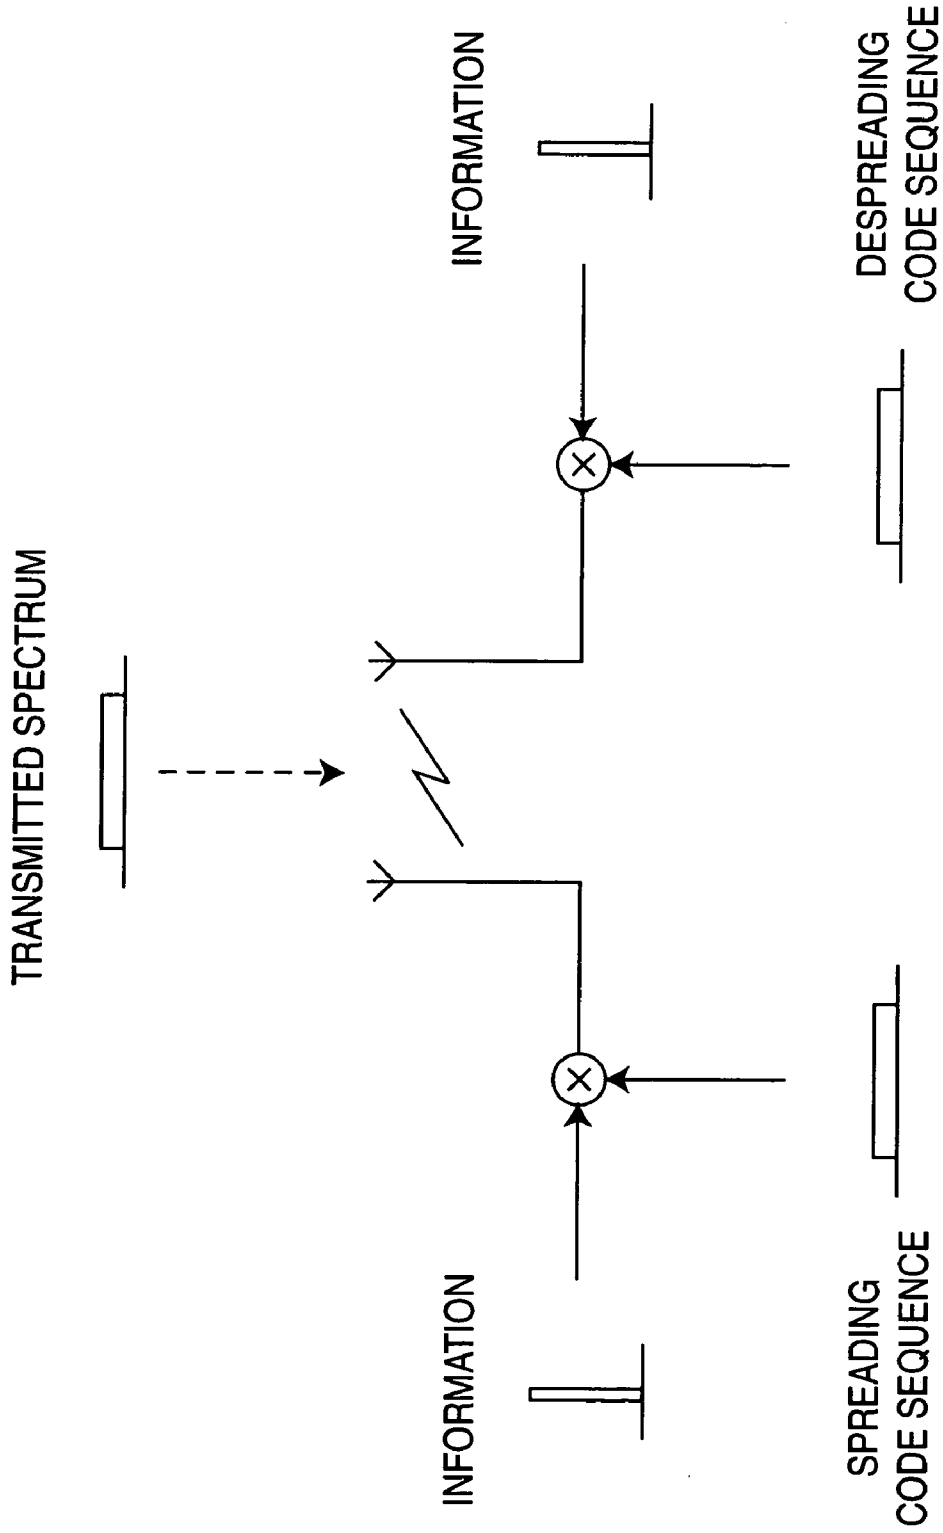 TRANSMITTED SPECTRUM
INFORMATION
INFORMATION
SPREADING
CODE SEQUENCE
DESPREADING
CODE SEQUENCE